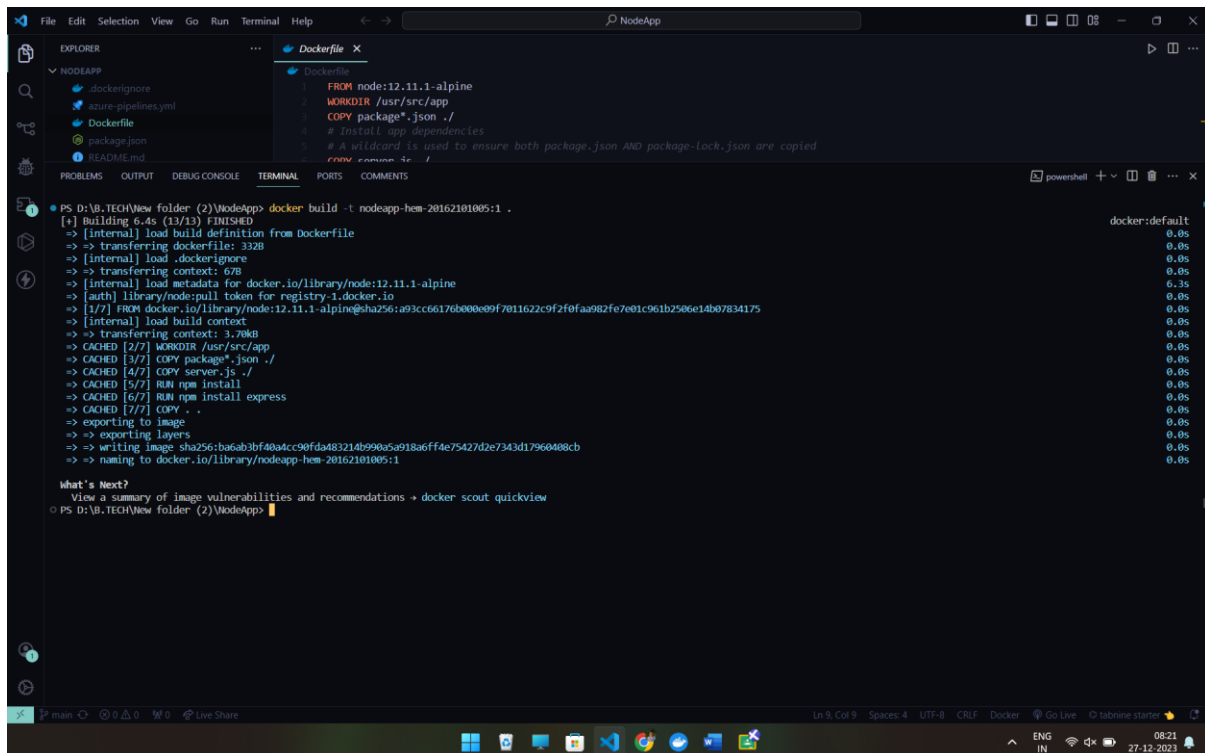 File Edit Selection View Go Run Terminal Help
NodeApp
EXPLORER
Dockerfile
NODEAPP
.dockerignore
azure-pipelines.yml
Dockerfile
package.json
README.md
Dockerfile
1 FROM node:12.11.1-alpine
2 WORKDIR /usr/src/app
3 COPY package*.json ./
4 # Install app dependencies
5 # A wildcard is used to ensure both package.json AND package-lock.json are copied
COPY server.js ./
PROBLEMS OUTPUT DEBUG CONSOLE TERMINAL PORTS COMMENTS
powershell
PS D:\B.TECH\New folder (2)\NodeApp> docker build -t nodeapp-hem-20162101005:1 .
[+] Building 6.4s (13/13) FINISHED docker:default
=> [internal] load build definition from Dockerfile 0.0s
=> => transferring dockerfile: 332B 0.0s
=> [internal] load .dockerignore 0.0s
=> => transferring context: 67B 0.0s
=> [internal] load metadata for docker.io/library/node:12.11.1-alpine 6.3s
=> [auth] library/node:pull token for registry-1.docker.io 0.0s
=> [1/7] FROM docker.io/library/node:12.11.1-alpine@sha256:a93cc66176b000e09f7011622c9f2f0faa982fe7e01c961b2506e14b07834175 0.0s
=> [internal] load build context 0.0s
=> => transferring context: 3.70kB 0.0s
=> CACHED [2/7] WORKDIR /usr/src/app 0.0s
=> CACHED [3/7] COPY package*.json ./ 0.0s
=> CACHED [4/7] COPY server.js ./ 0.0s
=> CACHED [5/7] RUN npm install 0.0s
=> CACHED [6/7] RUN npm install express 0.0s
=> CACHED [7/7] COPY . . 0.0s
=> exporting to image 0.0s
=> => exporting layers 0.0s
=> => writing image sha256:ba6ab3bf40a4cc90fda483214b990a5a918a6ff4e75427d2e7343d17960408cb 0.0s
=> => naming to docker.io/library/nodeapp-hem-20162101005:1 0.0s
What's Next?
View a summary of image vulnerabilities and recommendations → docker scout quickview
PS D:\B.TECH\New folder (2)\NodeApp>
main 0 0 0 Live Share Ln 9, Col 9 Spaces: 4 UTF-8 CRLF Docker Go Live tabnine starter
ENG
IN
08:21
27-12-2023